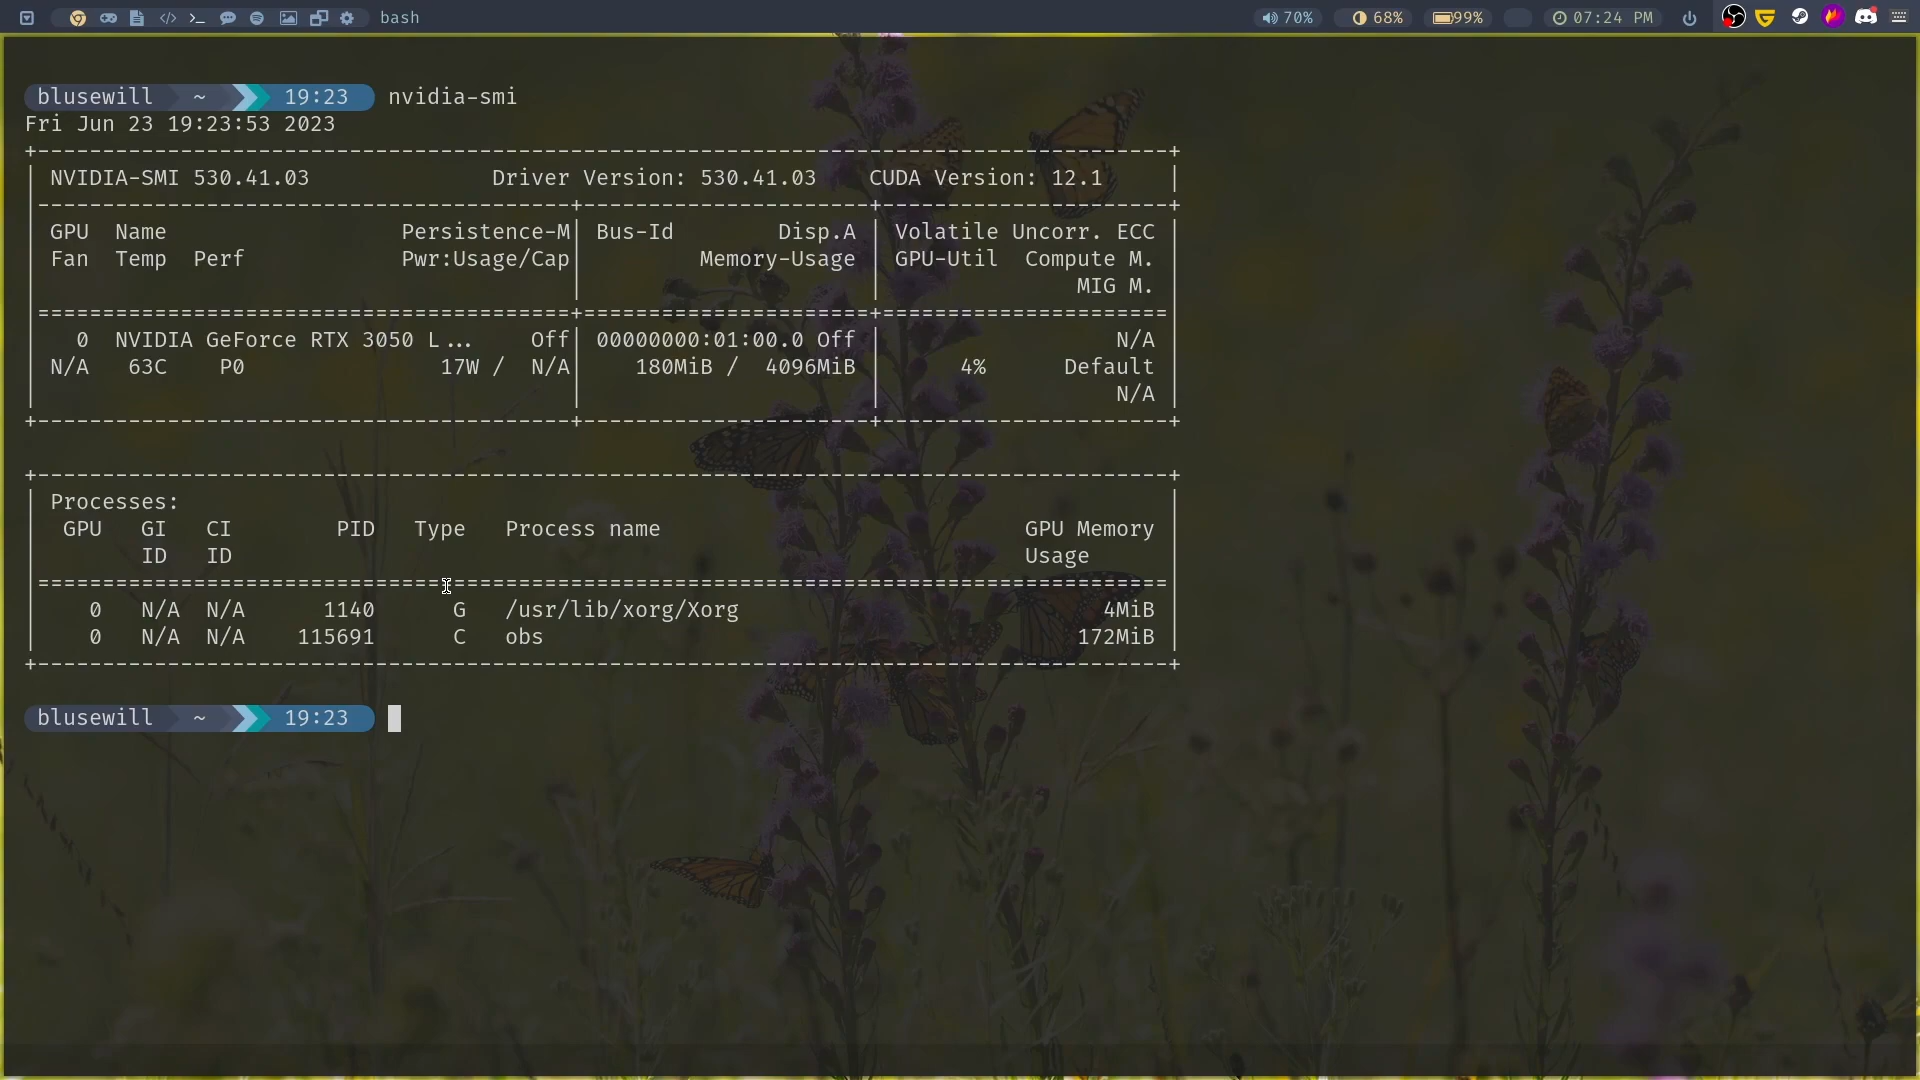 bash 70% 68% 99% 07:24 PM
blusewill ~ 19:23 nvidia-smi
Fri Jun 23 19:23:53 2023
+---------------------------------------------------------------------------------------+
| NVIDIA-SMI 530.41.03              Driver Version: 530.41.03    CUDA Version: 12.1     |
|-----------------------------------------+----------------------+----------------------+
| GPU  Name                  Persistence-M| Bus-Id        Disp.A | Volatile Uncorr. ECC |
| Fan  Temp  Perf            Pwr:Usage/Cap|         Memory-Usage | GPU-Util  Compute M. |
|                                         |                      |               MIG M. |
|=========================================+======================+======================|
|   0  NVIDIA GeForce RTX 3050 L...    Off| 00000000:01:00.0 Off |                  N/A |
| N/A   63C    P0               17W /  N/A|    180MiB /  4096MiB |      4%      Default |
|                                         |                      |                  N/A |
+-----------------------------------------+----------------------+----------------------+
+---------------------------------------------------------------------------------------+
| Processes:                                                                            |
|  GPU   GI   CI        PID   Type   Process name                            GPU Memory |
|        ID   ID                                                             Usage      |
|=======================================================================================|
|    0   N/A  N/A      1140      G   /usr/lib/xorg/Xorg                            4MiB |
|    0   N/A  N/A    115691      C   obs                                         172MiB |
+---------------------------------------------------------------------------------------+
blusewill ~ 19:23